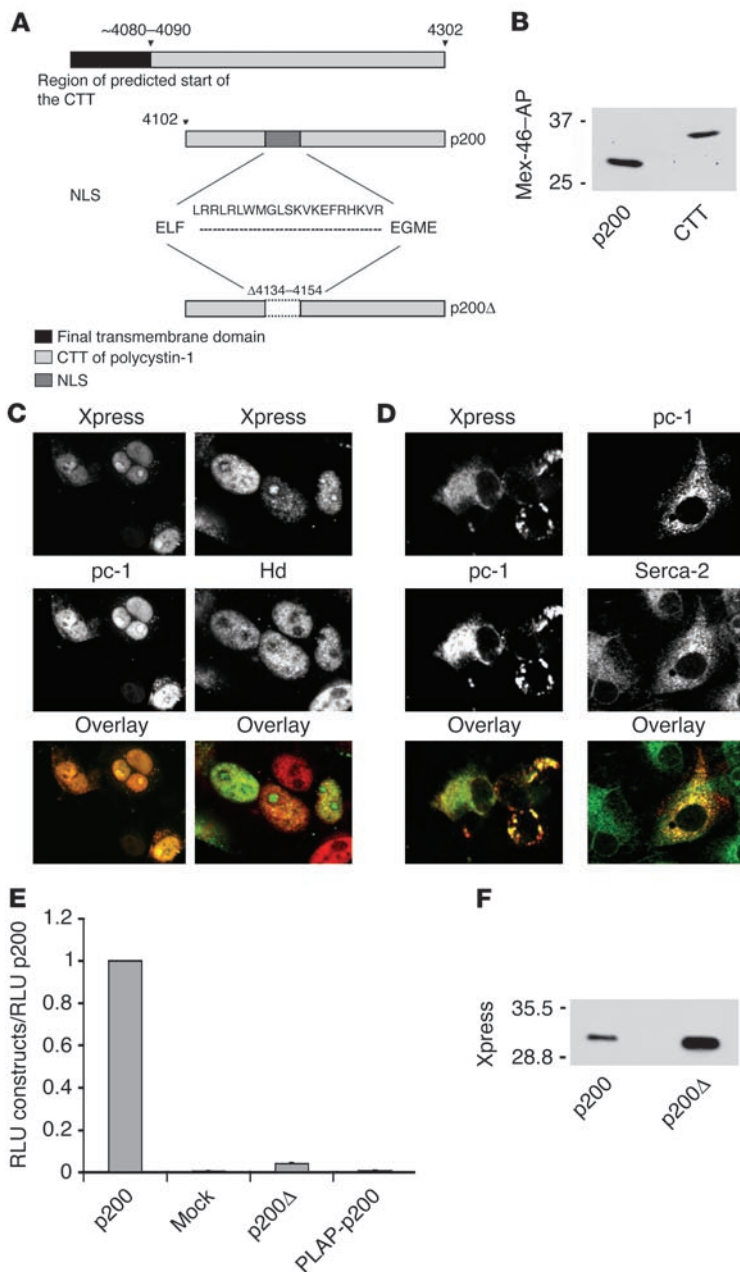 A
~4080–4090
4302
Region of predicted start of
the CTT
4102
p200
NLS
LRRLRLWMGLSKVKEFRHKVR
ELF
EGME
Δ4134–4154
p200Δ
Final transmembrane domain
CTT of polycystin-1
NLS
B
Mex-46–AP
37 -
25 -
p200
CTT
C
Xpress
Xpress
pc-1
Hd
Overlay
Overlay
D
Xpress
pc-1
pc-1
Serca-2
Overlay
Overlay
E
RLU constructs/RLU p200
1.2
1
0.8
0.6
0.4
0.2
0
p200
Mock
p200Δ
PLAP-p200
F
Xpress
35.5 -
28.8 -
p200
p200Δ